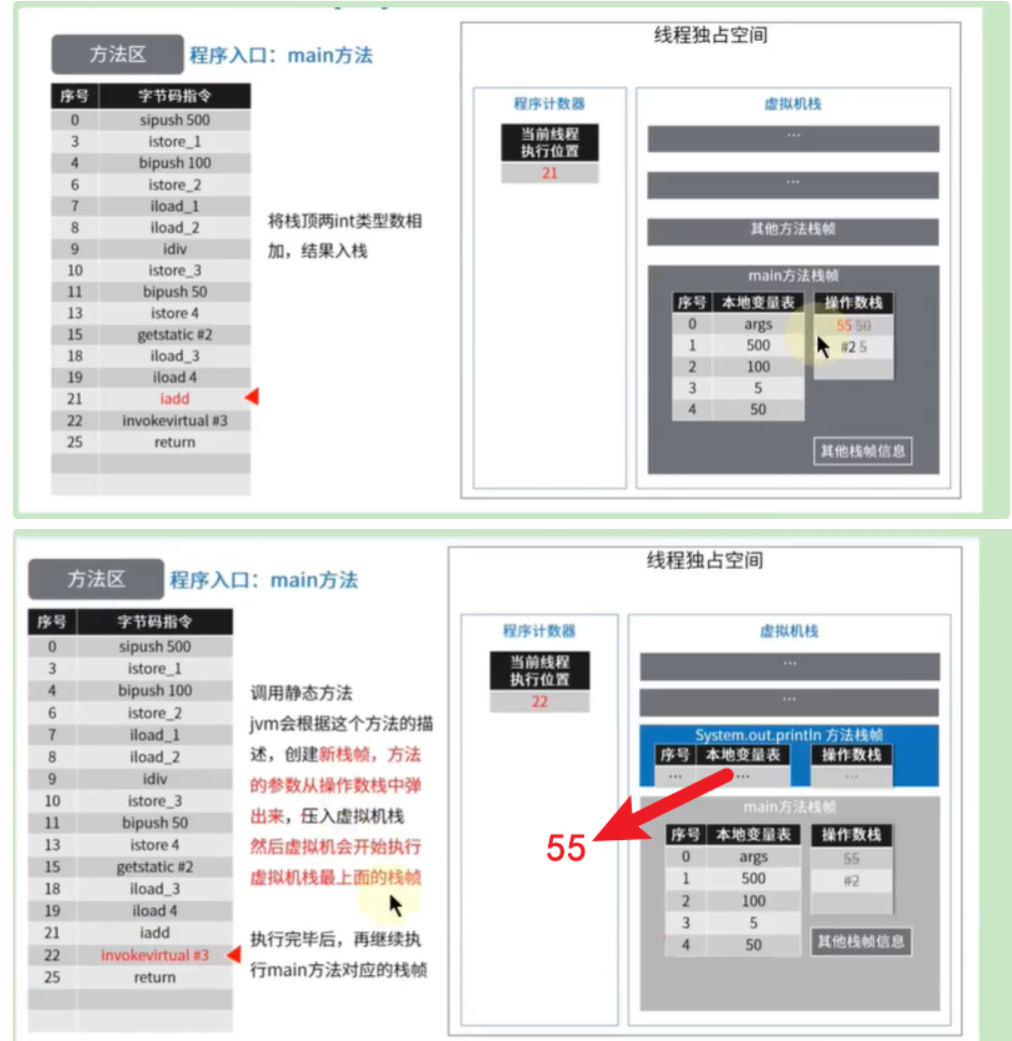 方法区 程序入口：main方法
序号 字节码指令
0 sipush 500
3 istore_1
4 bipush 100
6 istore_2
7 iload_1
8 iload_2
9 idiv
10 istore_3
11 bipush 50
13 istore 4
15 getstatic #2
18 iload_3
19 iload 4
21 iadd
22 invokevirtual #3
25 return
将栈顶两int类型数相
加，结果入栈
线程独占空间
程序计数器
当前线程
执行位置
21
虚拟机栈
...
...
其他方法栈帧
main方法栈帧
序号 本地变量表 操作数栈
0 args 55 50
1 500 #2 5
2 100
3 5
4 50
其他栈帧信息
方法区 程序入口：main方法
序号 字节码指令
0 sipush 500
3 istore_1
4 bipush 100
6 istore_2
7 iload_1
8 iload_2
9 idiv
10 istore_3
11 bipush 50
13 istore 4
15 getstatic #2
18 iload_3
19 iload 4
21 iadd
22 invokevirtual #3
25 return
调用静态方法
jvm会根据这个方法的描
述，创建新栈帧，方法
的参数从操作数栈中弹
出来，压入虚拟机栈
然后虚拟机会开始执行
虚拟机栈最上面的栈帧
执行完毕后，再继续执
行main方法对应的栈帧
线程独占空间
程序计数器
当前线程
执行位置
22
虚拟机栈
...
...
System.out.println 方法栈帧
序号 本地变量表 操作数栈
... ... ...
55
main方法栈帧
序号 本地变量表 操作数栈
0 args 55
1 500 #2
2 100
3 5
4 50
其他栈帧信息